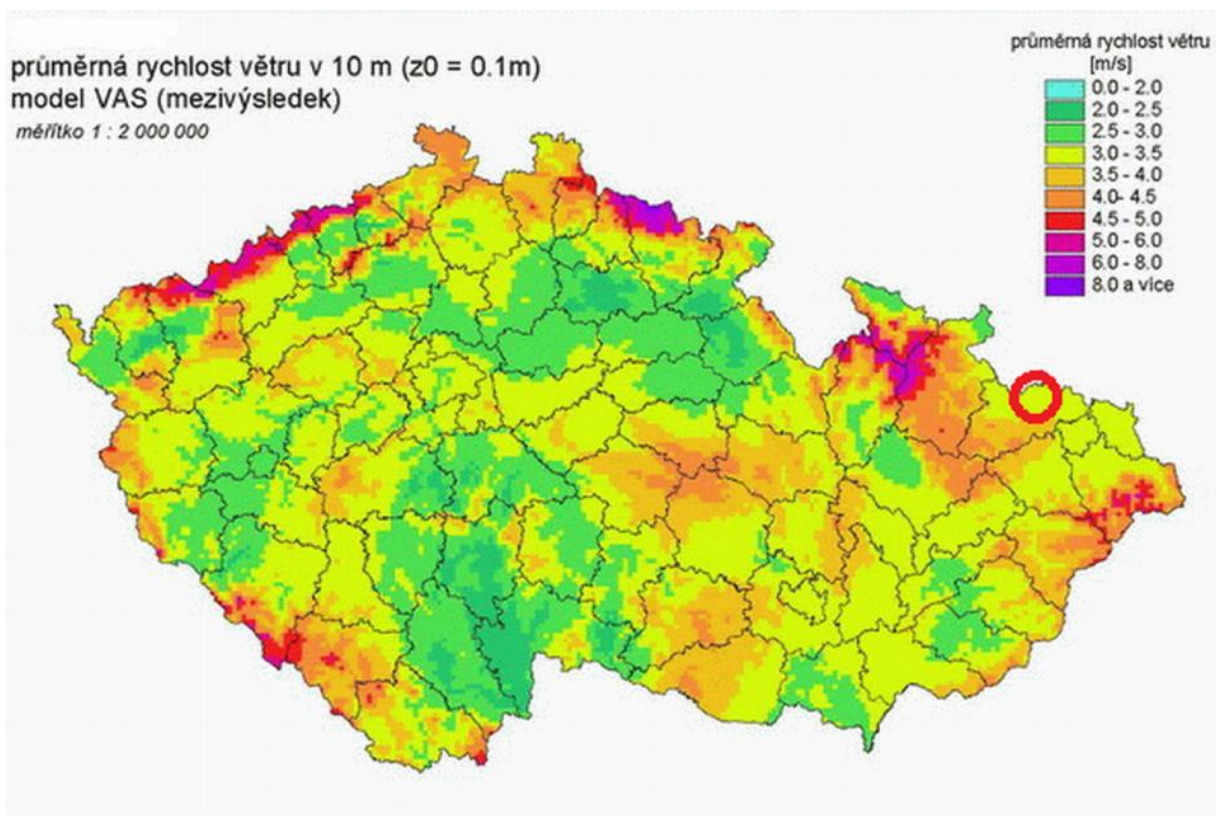 průměrná rychlost větru v 10 m (z0 = 0.1m)
model VAS (mezivýsledek)
měřítko 1 : 2 000 000
průměrná rychlost větru
[m/s]
0.0 - 2.0
2.0 - 2.5
2.5 - 3.0
3.0 - 3.5
3.5 - 4.0
4.0- 4.5
4.5 - 5.0
5.0 - 6.0
6.0 - 8.0
8.0 a více